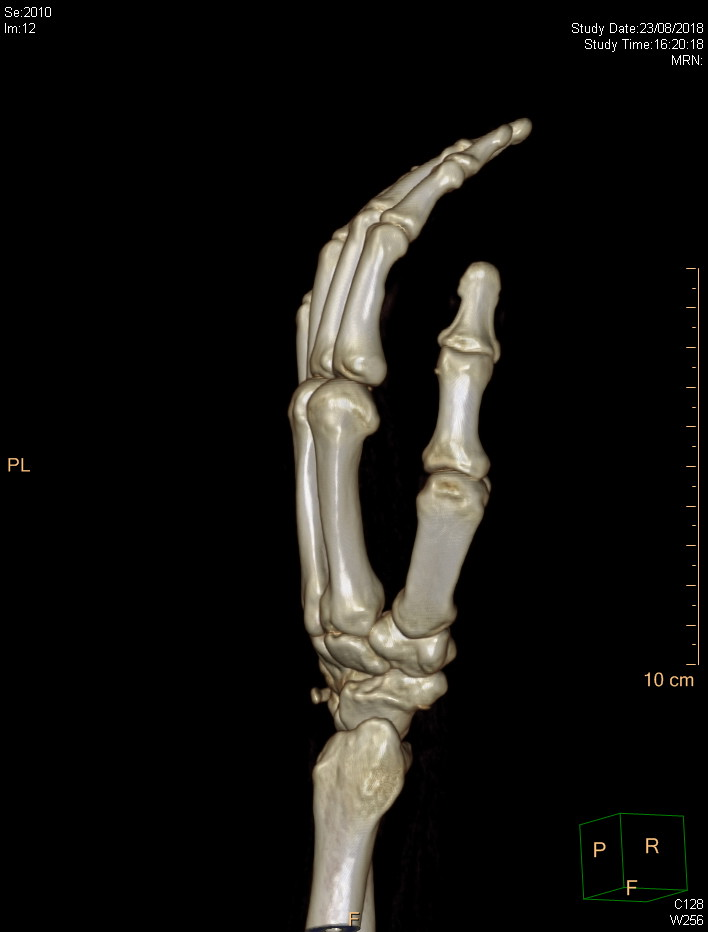 Se:2010
Im:12
Study Date:23/08/2018
Study Time:16:20:18
MRN:
PL
10 cm
P
R
F
F
C128
W256